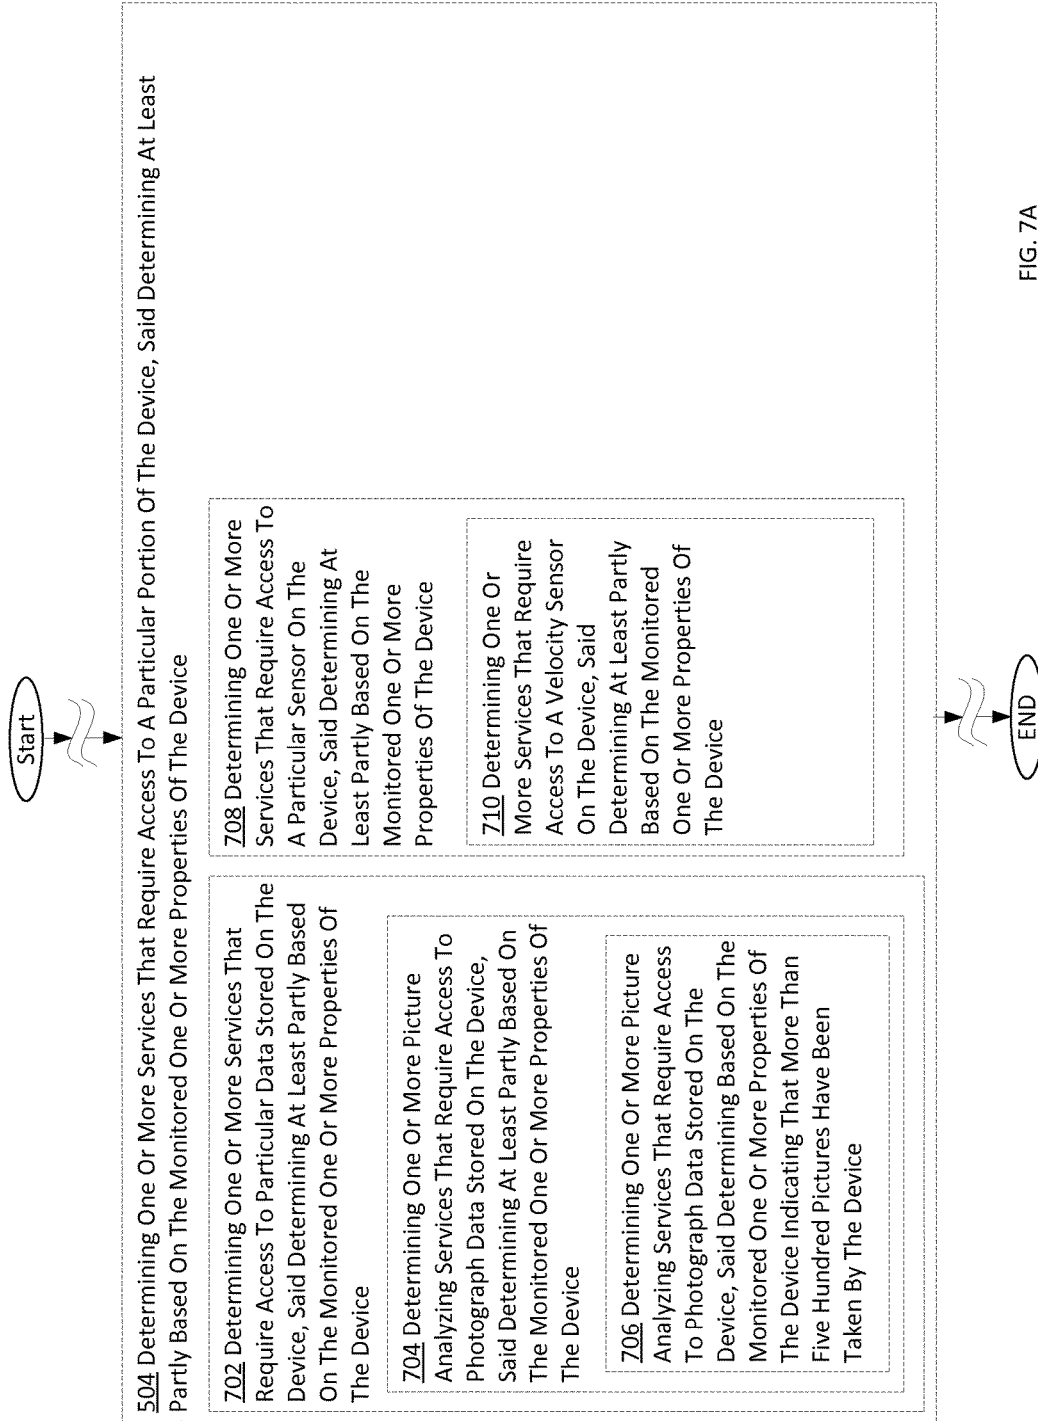 Start
504 Determining One Or More Services That Require Access To A Particular Portion Of The Device, Said Determining At Least
Partly Based On The Monitored One Or More Properties Of The Device
702 Determining One Or More Services That
Require Access To Particular Data Stored On The
Device, Said Determining At Least Partly Based
On The Monitored One Or More Properties Of
The Device
704 Determining One Or More Picture
Analyzing Services That Require Access To
Photograph Data Stored On The Device,
Said Determining At Least Partly Based On
The Monitored One Or More Properties Of
The Device
706 Determining One Or More Picture
Analyzing Services That Require Access
To Photograph Data Stored On The
Device, Said Determining Based On The
Monitored One Or More Properties Of
The Device Indicating That More Than
Five Hundred Pictures Have Been
Taken By The Device
708 Determining One Or More
Services That Require Access To
A Particular Sensor On The
Device, Said Determining At
Least Partly Based On The
Monitored One Or More
Properties Of The Device
710 Determining One Or
More Services That Require
Access To A Velocity Sensor
On The Device, Said
Determining At Least Partly
Based On The Monitored
One Or More Properties Of
The Device
END
FIG. 7A